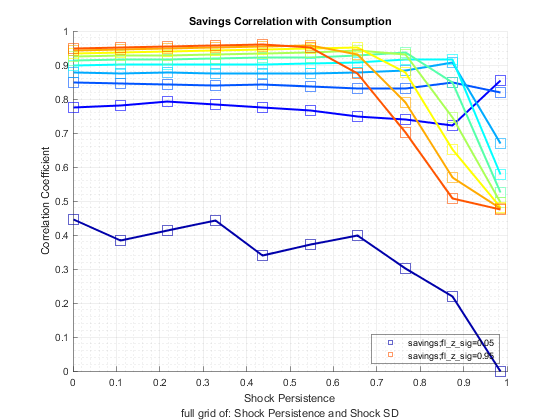 Savings Correlation with Consumption
1
0.9
0.8
0.7
0.6
0.5
0.4
0.3
0.2
0.1
0
Correlation Coefficient
savings;fl_z_sig=0.05
savings;fl_z_sig=0.95
0 0.1 0.2 0.3 0.4 0.5 0.6 0.7 0.8 0.9 1
Shock Persistence
full grid of: Shock Persistence and Shock SD